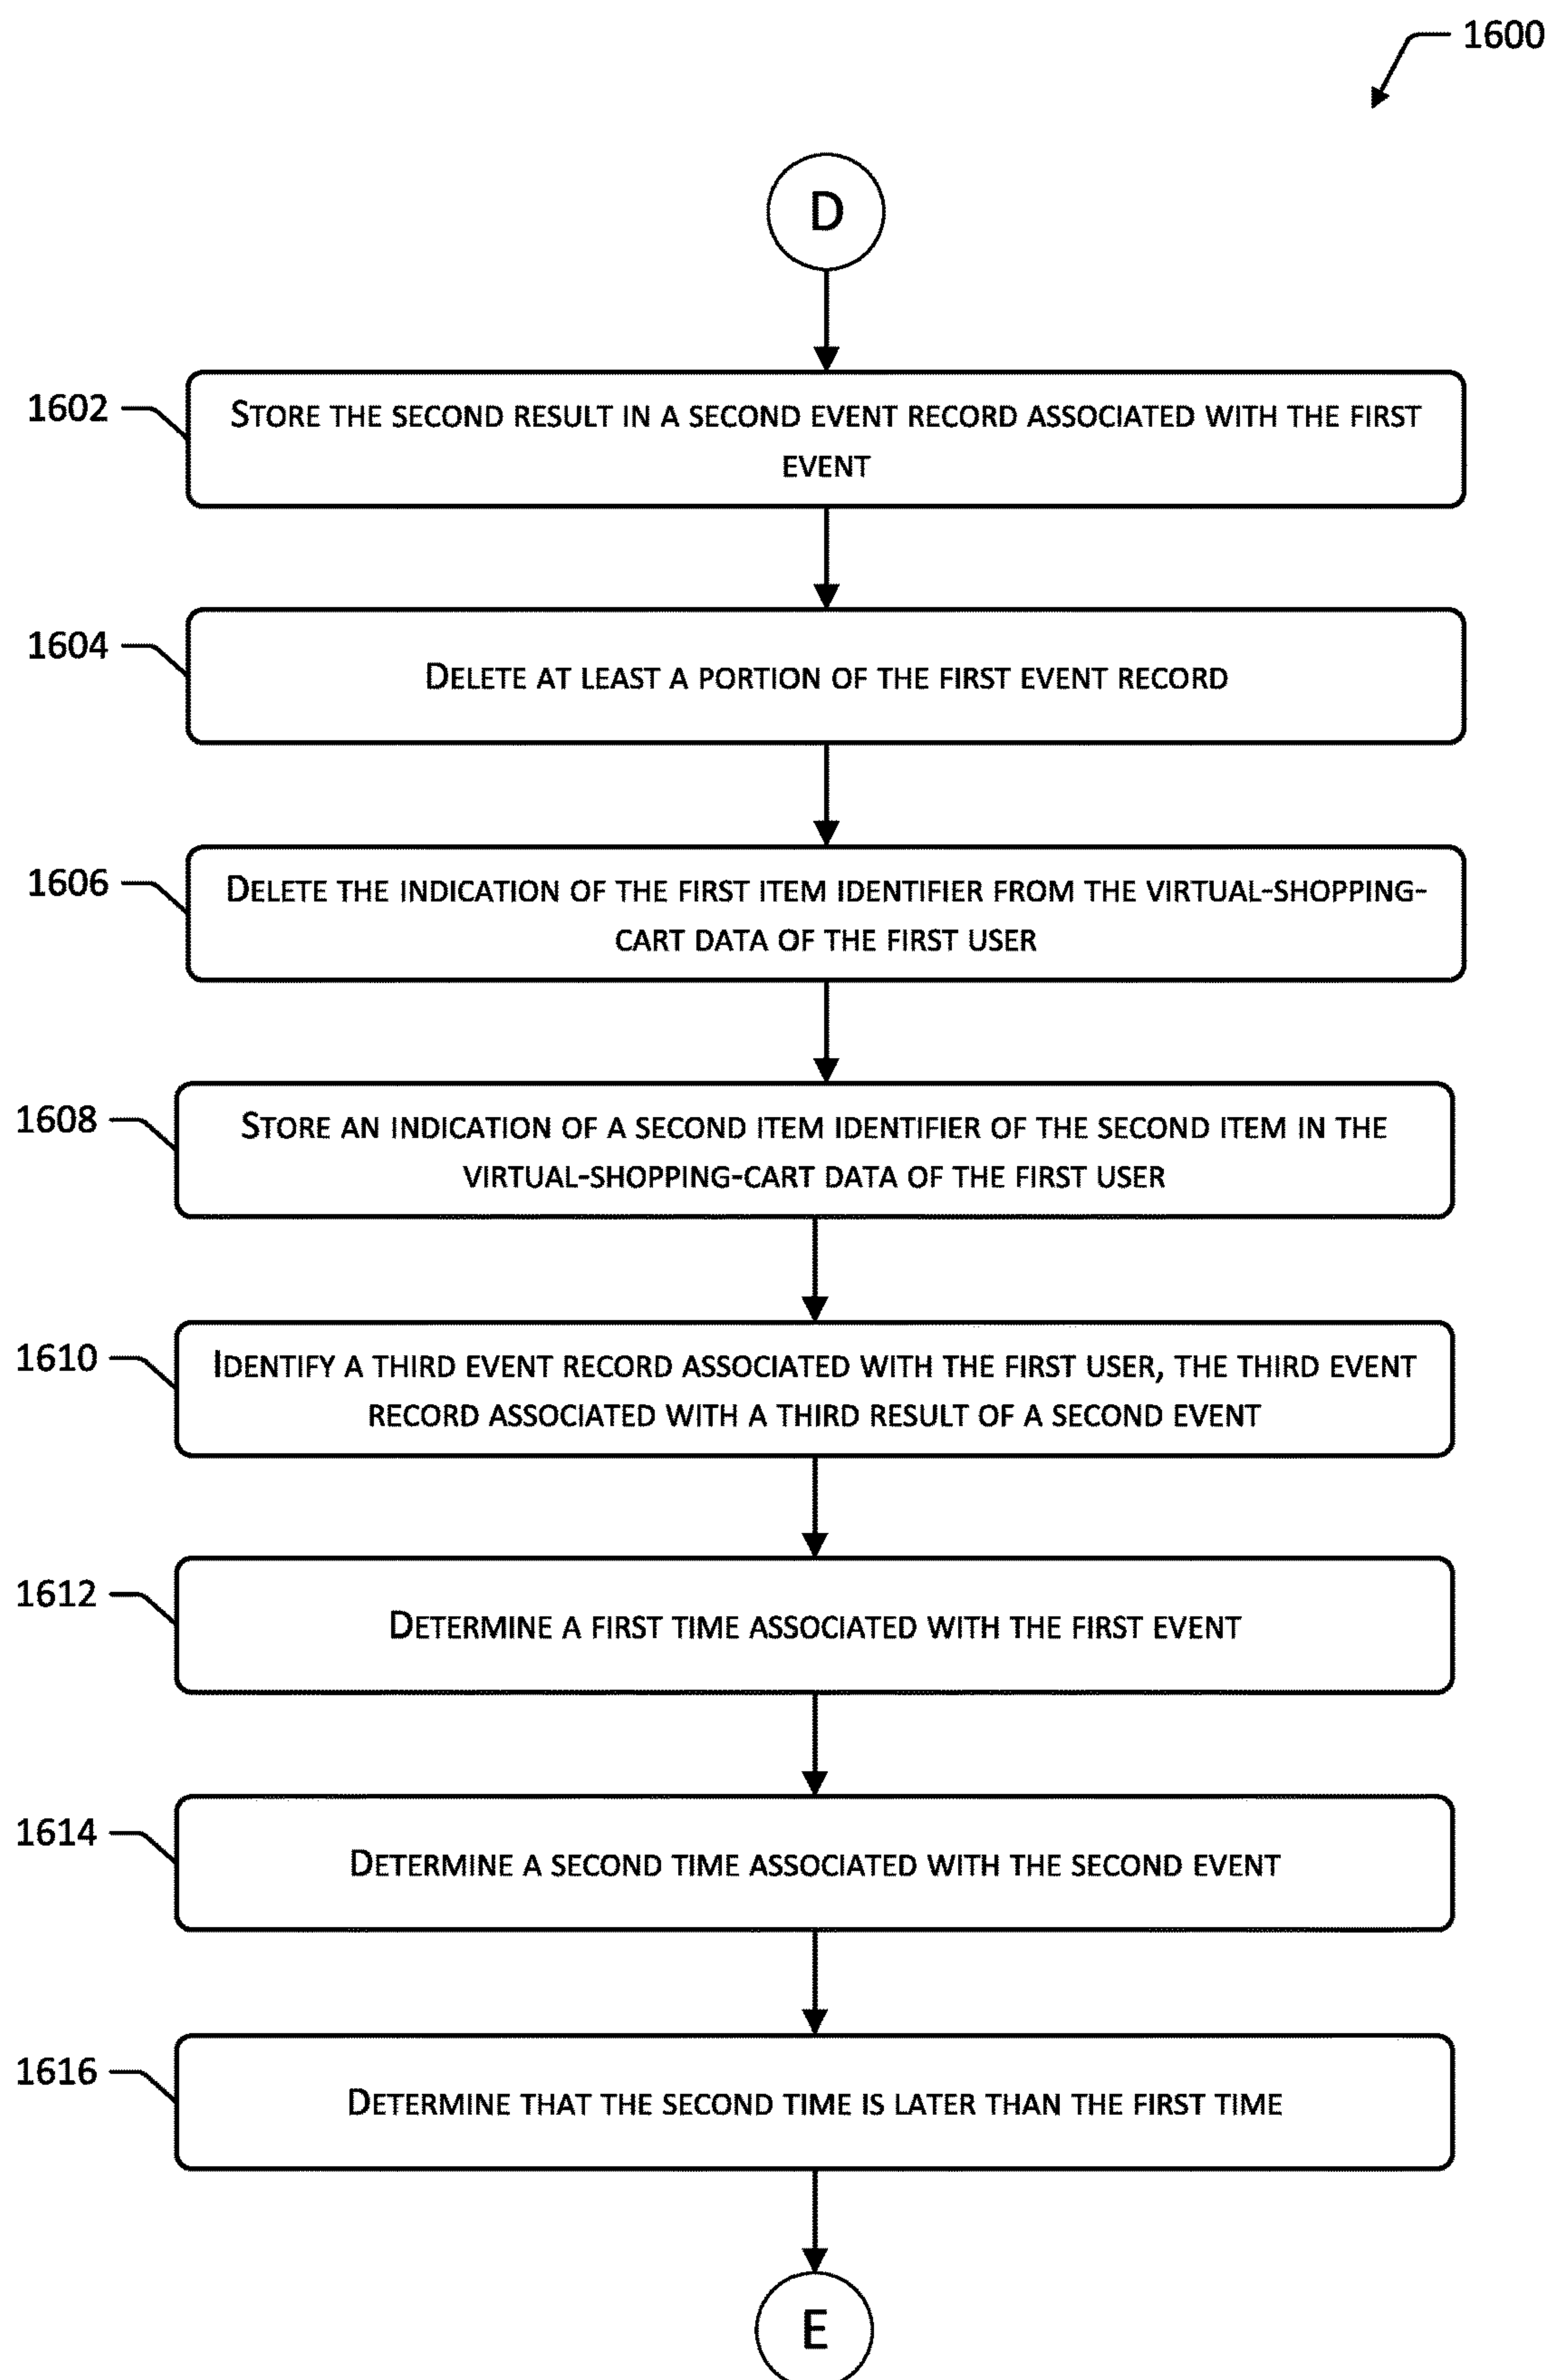 1600
D
1602
STORE THE SECOND RESULT IN A SECOND EVENT RECORD ASSOCIATED WITH THE FIRST
EVENT
1604
DELETE AT LEAST A PORTION OF THE FIRST EVENT RECORD
1606
DELETE THE INDICATION OF THE FIRST ITEM IDENTIFIER FROM THE VIRTUAL-SHOPPING-
CART DATA OF THE FIRST USER
1608
STORE AN INDICATION OF A SECOND ITEM IDENTIFIER OF THE SECOND ITEM IN THE
VIRTUAL-SHOPPING-CART DATA OF THE FIRST USER
1610
IDENTIFY A THIRD EVENT RECORD ASSOCIATED WITH THE FIRST USER, THE THIRD EVENT
RECORD ASSOCIATED WITH A THIRD RESULT OF A SECOND EVENT
1612
DETERMINE A FIRST TIME ASSOCIATED WITH THE FIRST EVENT
1614
DETERMINE A SECOND TIME ASSOCIATED WITH THE SECOND EVENT
1616
DETERMINE THAT THE SECOND TIME IS LATER THAN THE FIRST TIME
E